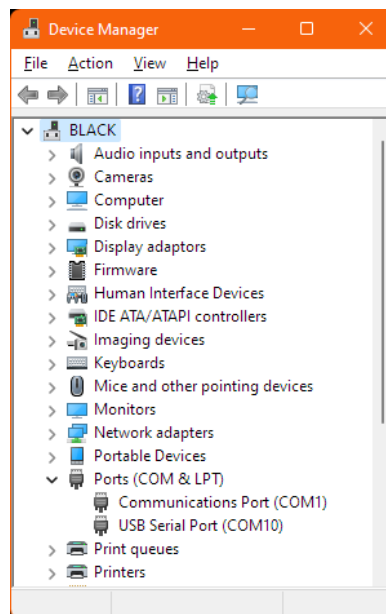 Device Manager
File Action View Help
BLACK
Audio inputs and outputs
Cameras
Computer
Disk drives
Display adaptors
Firmware
Human Interface Devices
IDE ATA/ATAPI controllers
Imaging devices
Keyboards
Mice and other pointing devices
Monitors
Network adapters
Portable Devices
Ports (COM & LPT)
Communications Port (COM1)
USB Serial Port (COM10)
Print queues
Printers